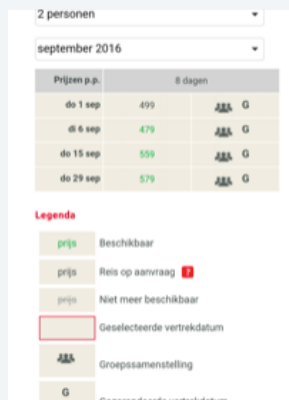 2 personen
september 2016
Prijzen p.p. 8 dagen
do 1 sep 499 G
di 6 sep 479 G
do 15 sep 559 G
do 29 sep 579 G
Legenda
prijs Beschikbaar
prijs Reis op aanvraag ?
prijs Niet meer beschikbaar
Geselecteerde vertrekdatum
Groepssamenstelling
G